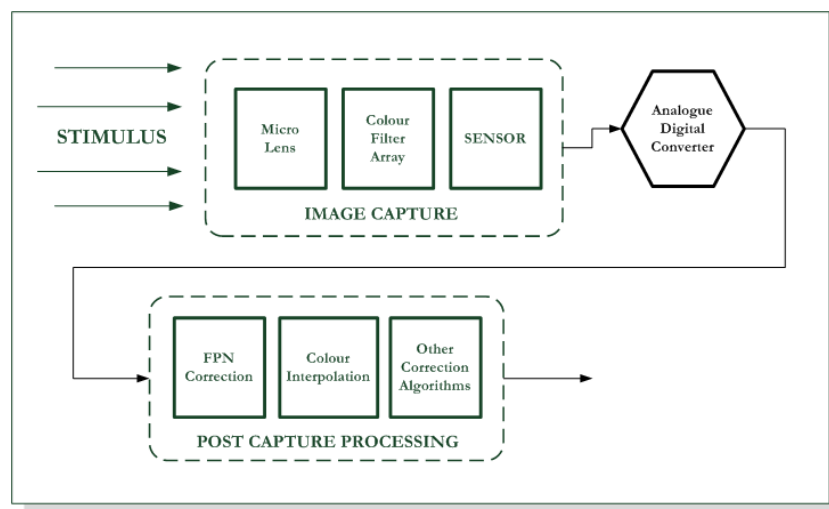 STIMULUS
Micro
Lens
Colour
Filter
Array
SENSOR
IMAGE CAPTURE
Analogue
Digital
Converter
FPN
Correction
Colour
Interpolation
Other
Correction
Algorithms
POST CAPTURE PROCESSING